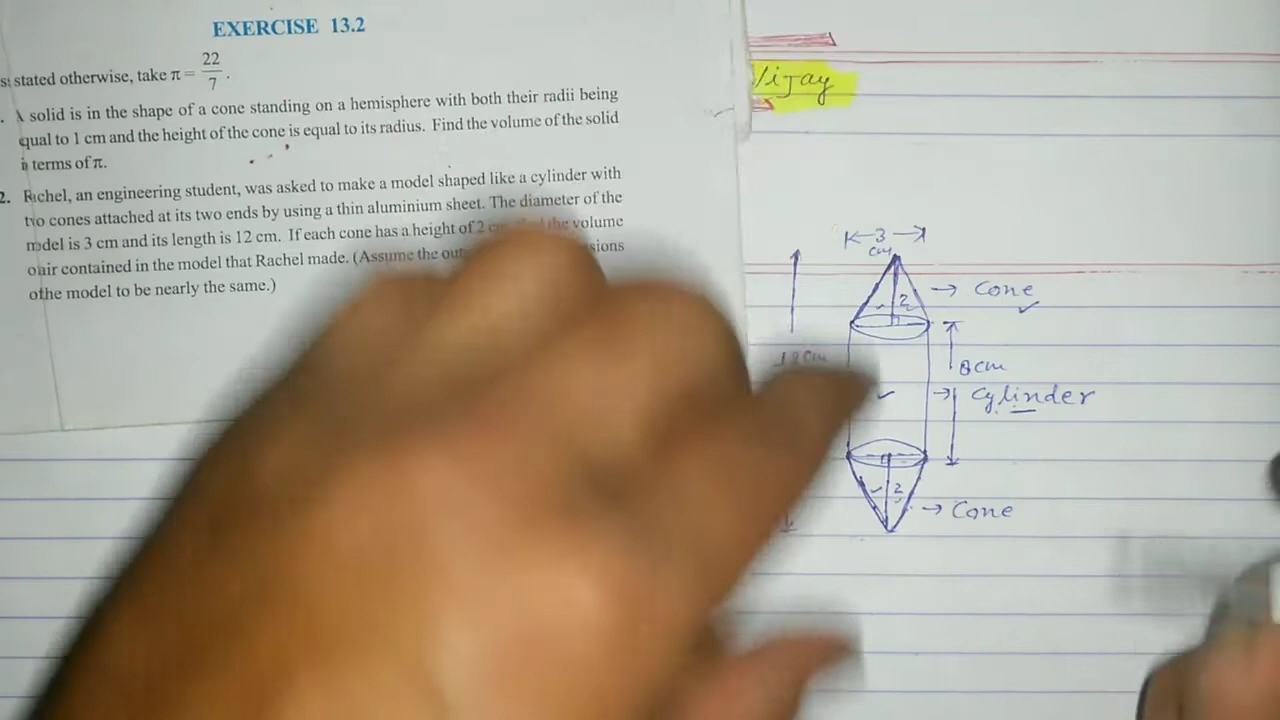 EXERCISE 13.2
stated otherwise, take π = 22/7.
solid is in the shape of a cone standing on a hemisphere with both their radii being
qual to 1 cm and the height of the cone is equal to its radius. Find the volume of the solid
terms of π.
2. Rachel, an engineering student, was asked to make a model shaped like a cylinder with
two cones attached at its two ends by using a thin aluminium sheet. The diameter of the
model is 3 cm and its length is 12 cm. If each cone has a height of 2 the volume
air contained in the model that Rachel made. (Assume the
the model to be nearly the same.)
Vijay
3
cm
2
→ Cone
12cm
8cm
→ Cylinder
2
→ Cone